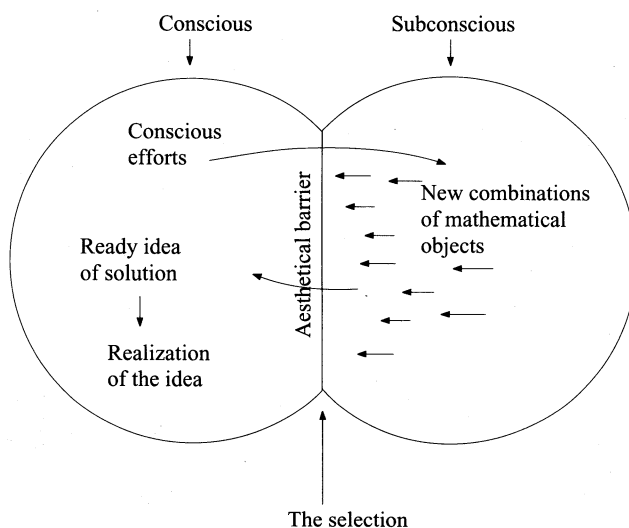 Conscious
Subconscious
Conscious
efforts
Aesthetical barrier
New combinations
of mathematical
objects
Ready idea
of solution
Realization
of the idea
The selection